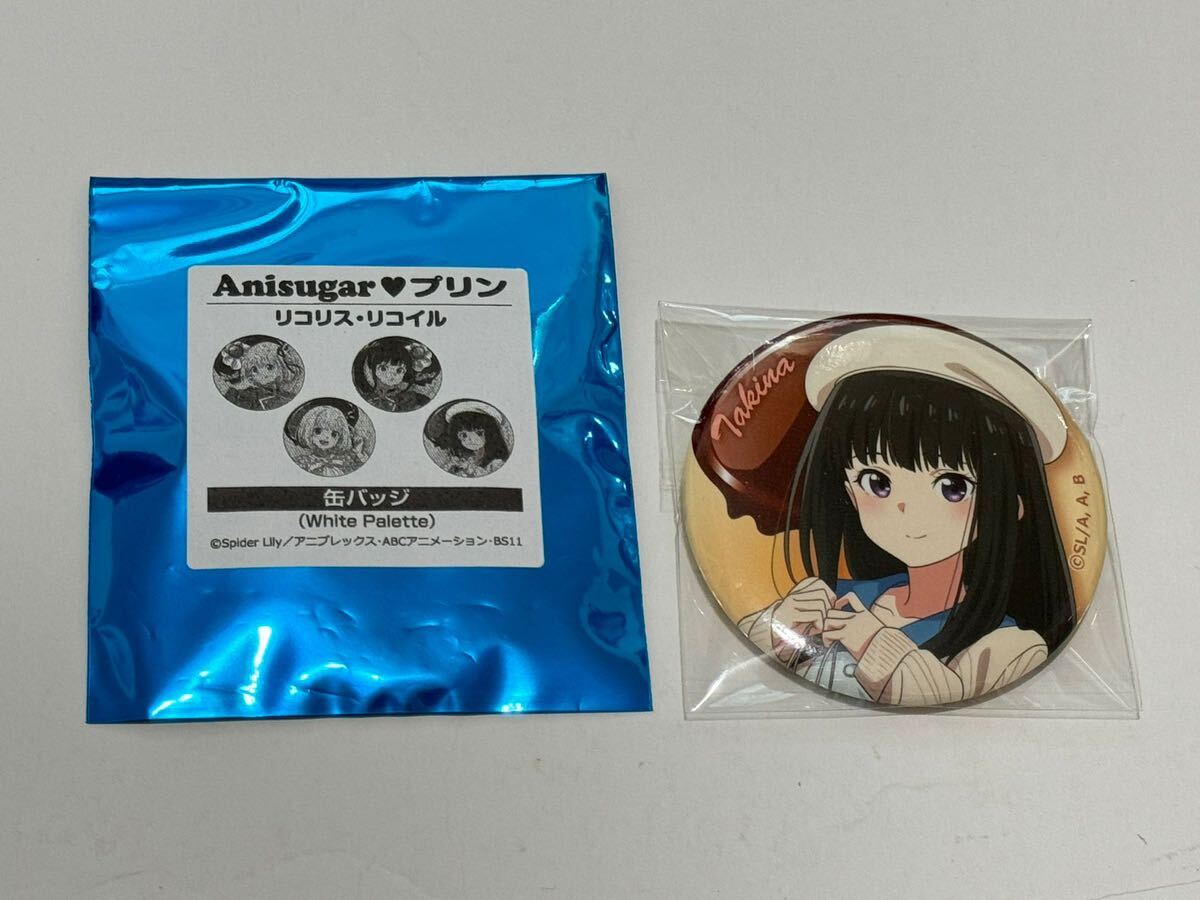 Anisugar♥プリン
リコリス・リコイル
缶バッジ
(White Palette)
©Spider Lily／アニプレックス・ABCアニメーション・BS11
Takina
©SL/A, A, B